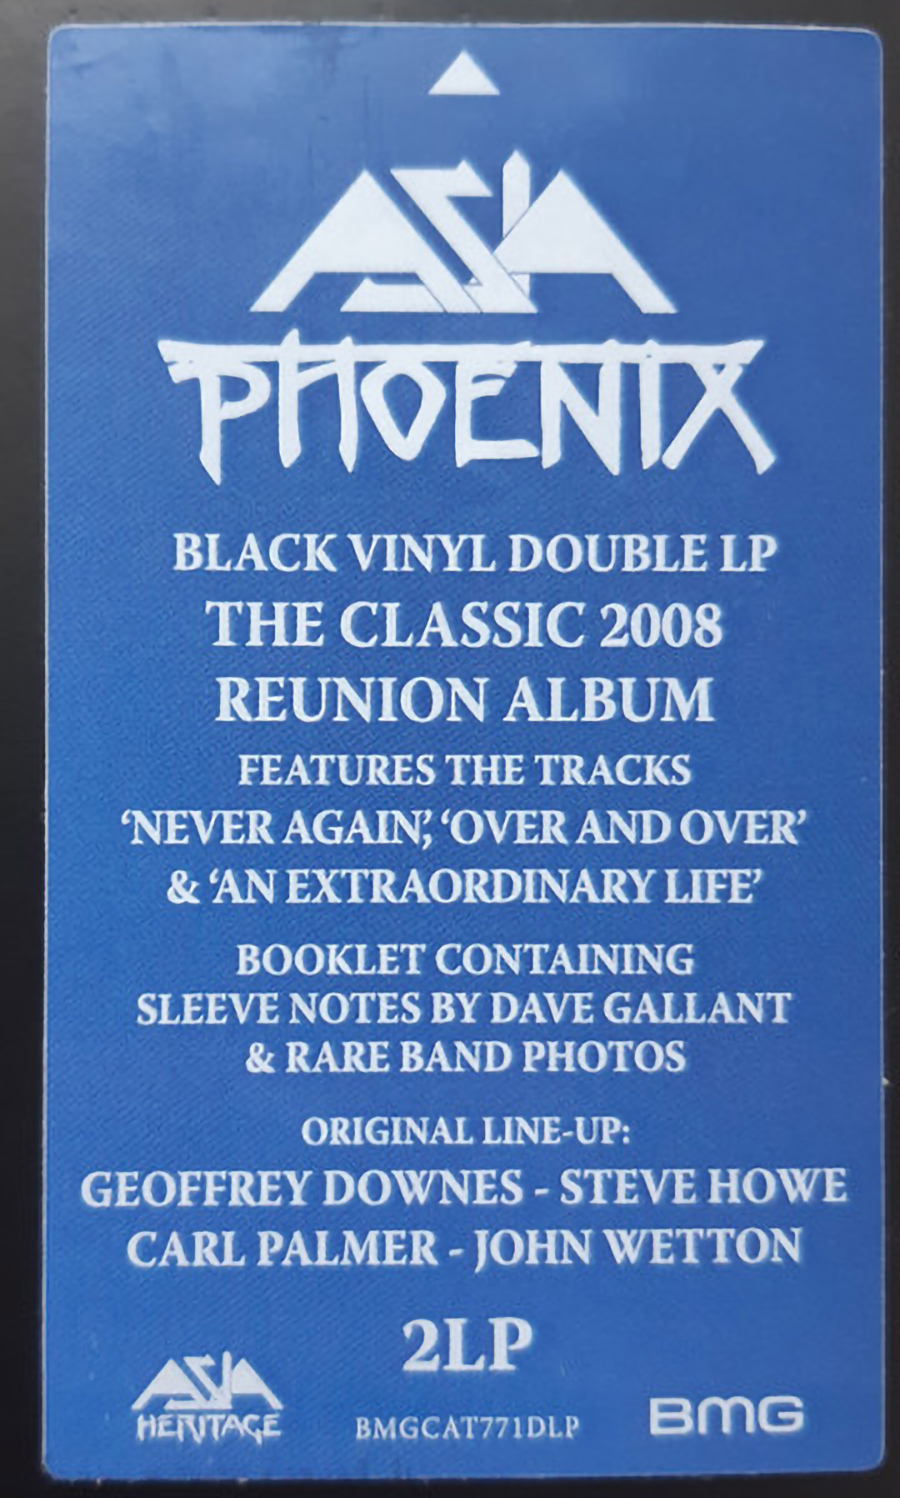 ASIA
PHOENIX
BLACK VINYL DOUBLE LP
THE CLASSIC 2008
REUNION ALBUM
FEATURES THE TRACKS
‘NEVER AGAIN’, ‘OVER AND OVER’
& ‘AN EXTRAORDINARY LIFE’
BOOKLET CONTAINING
SLEEVE NOTES BY DAVE GALLANT
& RARE BAND PHOTOS
ORIGINAL LINE-UP:
GEOFFREY DOWNES - STEVE HOWE
CARL PALMER - JOHN WETTON
2LP
ASIA
HERITAGE
BMGCAT771DLP
BMG